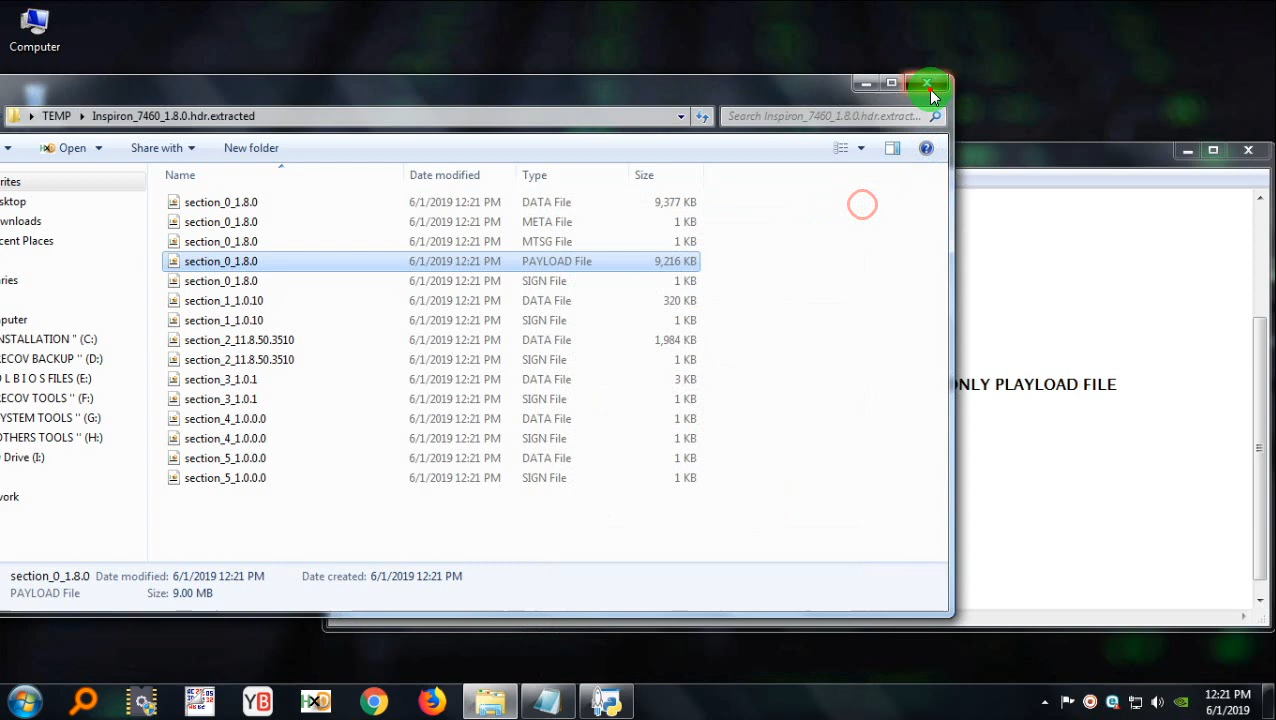 Computer
TEMP Inspiron_7460_1.8.0.hdr.extracted Search Inspiron_7460_1.8.0.hdr.extract...
Open Share with New folder
Name Date modified Type Size
rites
sktop
wnloads
cent Places
ries
mputer
NSTALLATION " (C:)
RECOV BACKUP " (D:)
O L B I O S FILES (E:)
RECOV TOOLS " (F:)
SYSTEM TOOLS " (G:)
OTHERS TOOLS " (H:)
Drive (I:)
work
section_0_1.8.0 6/1/2019 12:21 PM DATA File 9,377 KB
section_0_1.8.0 6/1/2019 12:21 PM META File 1 KB
section_0_1.8.0 6/1/2019 12:21 PM MTSG File 1 KB
section_0_1.8.0 6/1/2019 12:21 PM PAYLOAD File 9,216 KB
section_0_1.8.0 6/1/2019 12:21 PM SIGN File 1 KB
section_1_1.0.10 6/1/2019 12:21 PM DATA File 320 KB
section_1_1.0.10 6/1/2019 12:21 PM SIGN File 1 KB
section_2_11.8.50.3510 6/1/2019 12:21 PM DATA File 1,984 KB
section_2_11.8.50.3510 6/1/2019 12:21 PM SIGN File 1 KB
section_3_1.0.1 6/1/2019 12:21 PM DATA File 3 KB
section_3_1.0.1 6/1/2019 12:21 PM SIGN File 1 KB
section_4_1.0.0.0 6/1/2019 12:21 PM DATA File 1 KB
section_4_1.0.0.0 6/1/2019 12:21 PM SIGN File 1 KB
section_5_1.0.0.0 6/1/2019 12:21 PM DATA File 1 KB
section_5_1.0.0.0 6/1/2019 12:21 PM SIGN File 1 KB
NLY PLAYLOAD FILE
section_0_1.8.0 Date modified: 6/1/2019 12:21 PM Date created: 6/1/2019 12:21 PM
PAYLOAD File Size: 9.00 MB
YB
HxD
12:21 PM
6/1/2019